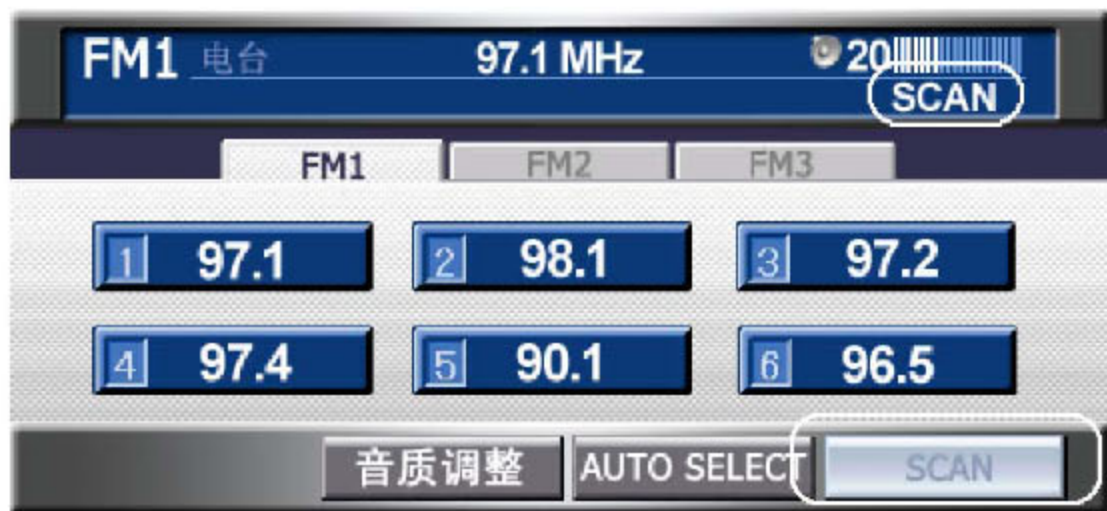 FM1 电台 97.1 MHz 20
SCAN
FM1 FM2 FM3
1 97.1 2 98.1 3 97.2
4 97.4 5 90.1 6 96.5
音质调整 AUTO SELECT SCAN